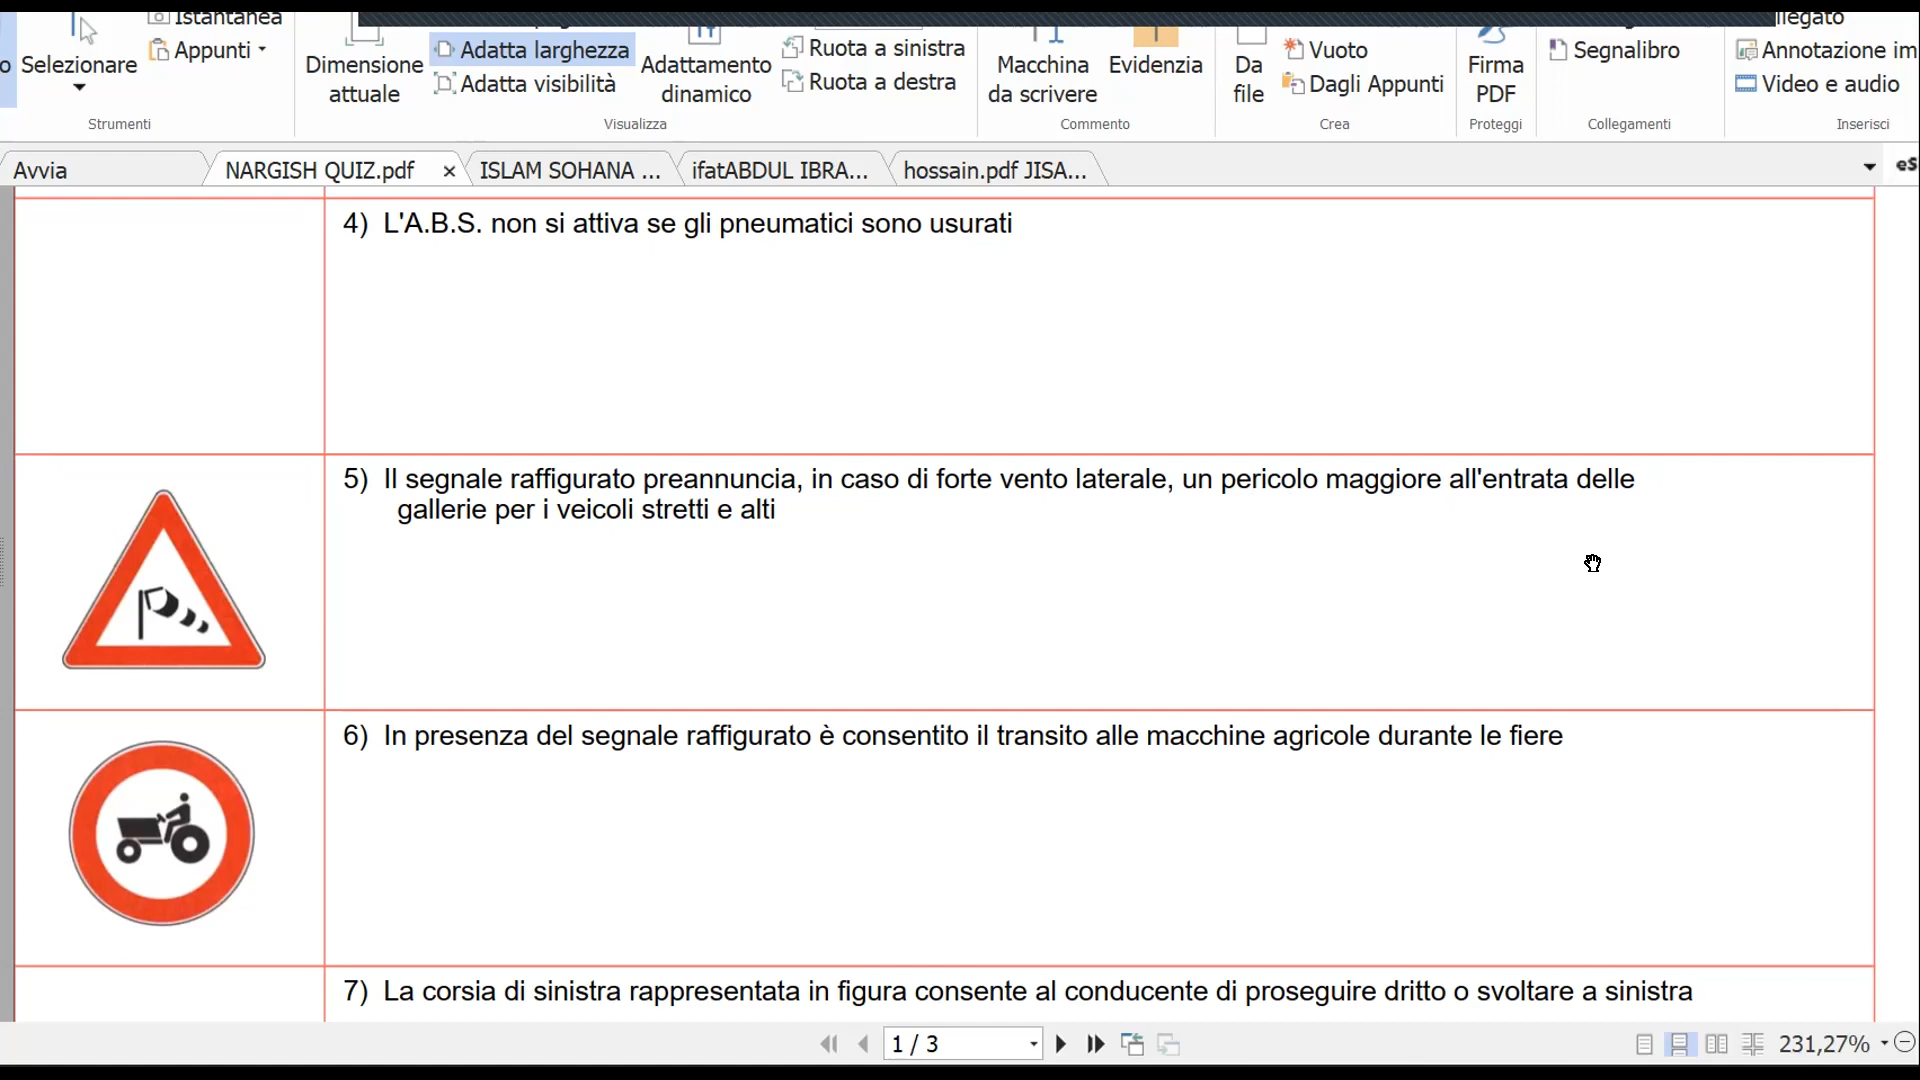 Istantanea
Selezionare
Appunti
Strumenti
Dimensione
attuale
Adatta larghezza
Adatta visibilità
Adattamento
dinamico
Ruota a sinistra
Ruota a destra
Visualizza
Macchina
da scrivere
Evidenzia
Commento
Da
file
Vuoto
Dagli Appunti
Crea
Firma
PDF
Proteggi
Segnalibro
Collegamenti
Annotazione im
Video e audio
Inserisci
Avvia
NARGISH QUIZ.pdf
ISLAM SOHANA ...
ifatABDUL IBRA...
hossain.pdf JISA...
4) L'A.B.S. non si attiva se gli pneumatici sono usurati
5) Il segnale raffigurato preannuncia, in caso di forte vento laterale, un pericolo maggiore all'entrata delle
gallerie per i veicoli stretti e alti
6) In presenza del segnale raffigurato è consentito il transito alle macchine agricole durante le fiere
7) La corsia di sinistra rappresentata in figura consente al conducente di proseguire dritto o svoltare a sinistra
1 / 3
231,27%